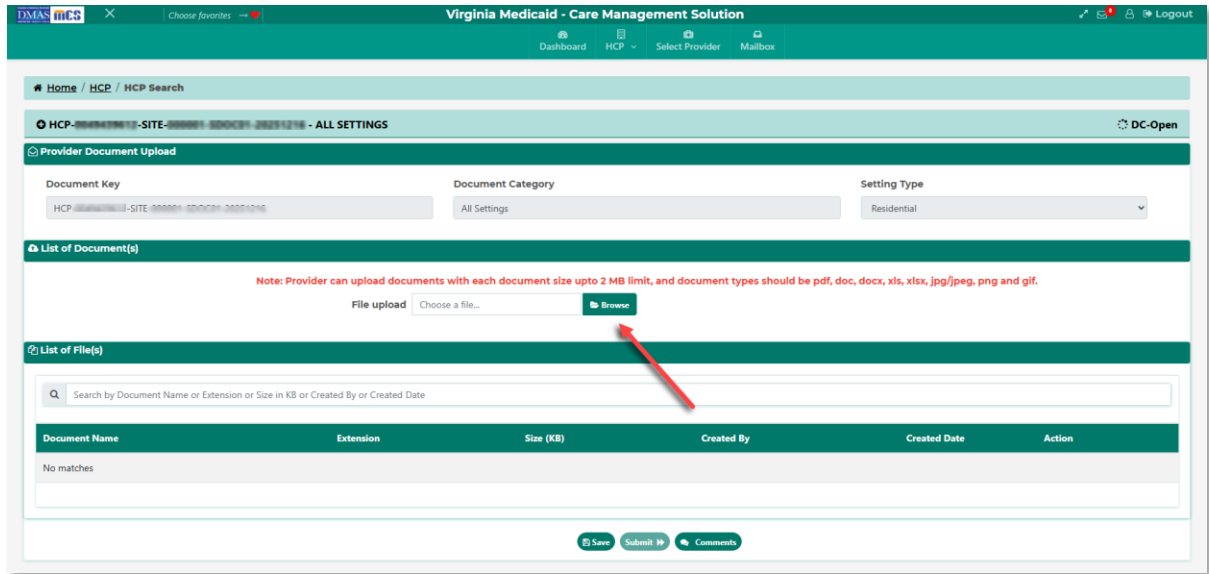 DMAS MES Choose favorites → Virginia Medicaid - Care Management Solution Logout
Dashboard HCP Select Provider Mailbox
Home / HCP / HCP Search
HCP- -SITE- - ALL SETTINGS DC-Open
Provider Document Upload
Document Key Document Category Setting Type
HCP- -SITE- All Settings Residential
List of Document(s)
Note: Provider can upload documents with each document size upto 2 MB limit, and document types should be pdf, doc, docx, xls, xlsx, jpg/jpeg, png and gif.
File upload Choose a file... Browse
List of File(s)
Search by Document Name or Extension or Size in KB or Created By or Created Date
Document Name Extension Size (KB) Created By Created Date Action
No matches
Save Submit Comments